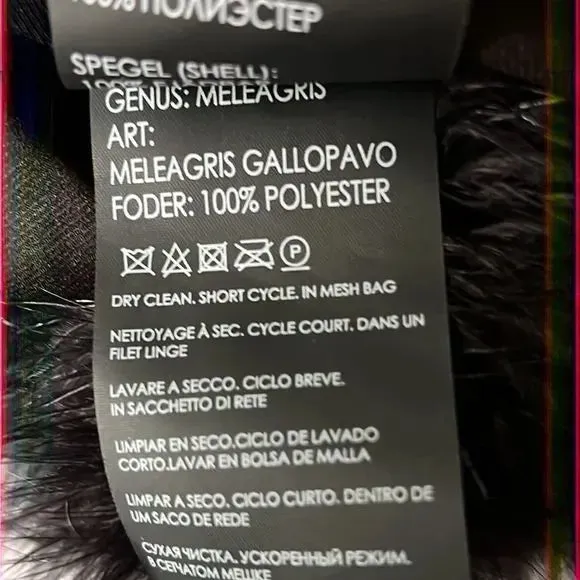 100% ПОЛИЭСТЕР
SPEGEL (SHELL):
GENUS: MELEAGRIS
ART:
MELEAGRIS GALLOPAVO
FODER: 100% POLYESTER
P
DRY CLEAN. SHORT CYCLE. IN MESH BAG
NETTOYAGE À SEC. CYCLE COURT. DANS UN
FILET LINGE
LAVARE A SECCO. CICLO BREVE.
IN SACCHETTO DI RETE
LIMPIAR EN SECO.CICLO DE LAVADO
CORTO.LAVAR EN BOLSA DE MALLA
LIMPAR A SECO. CICLO CURTO. DENTRO DE
UM SACO DE REDE
СУХАЯ ЧИСТКА. УСКОРЕННЫЙ РЕЖИМ.
В СЕТЧАТОМ МЕШКЕ